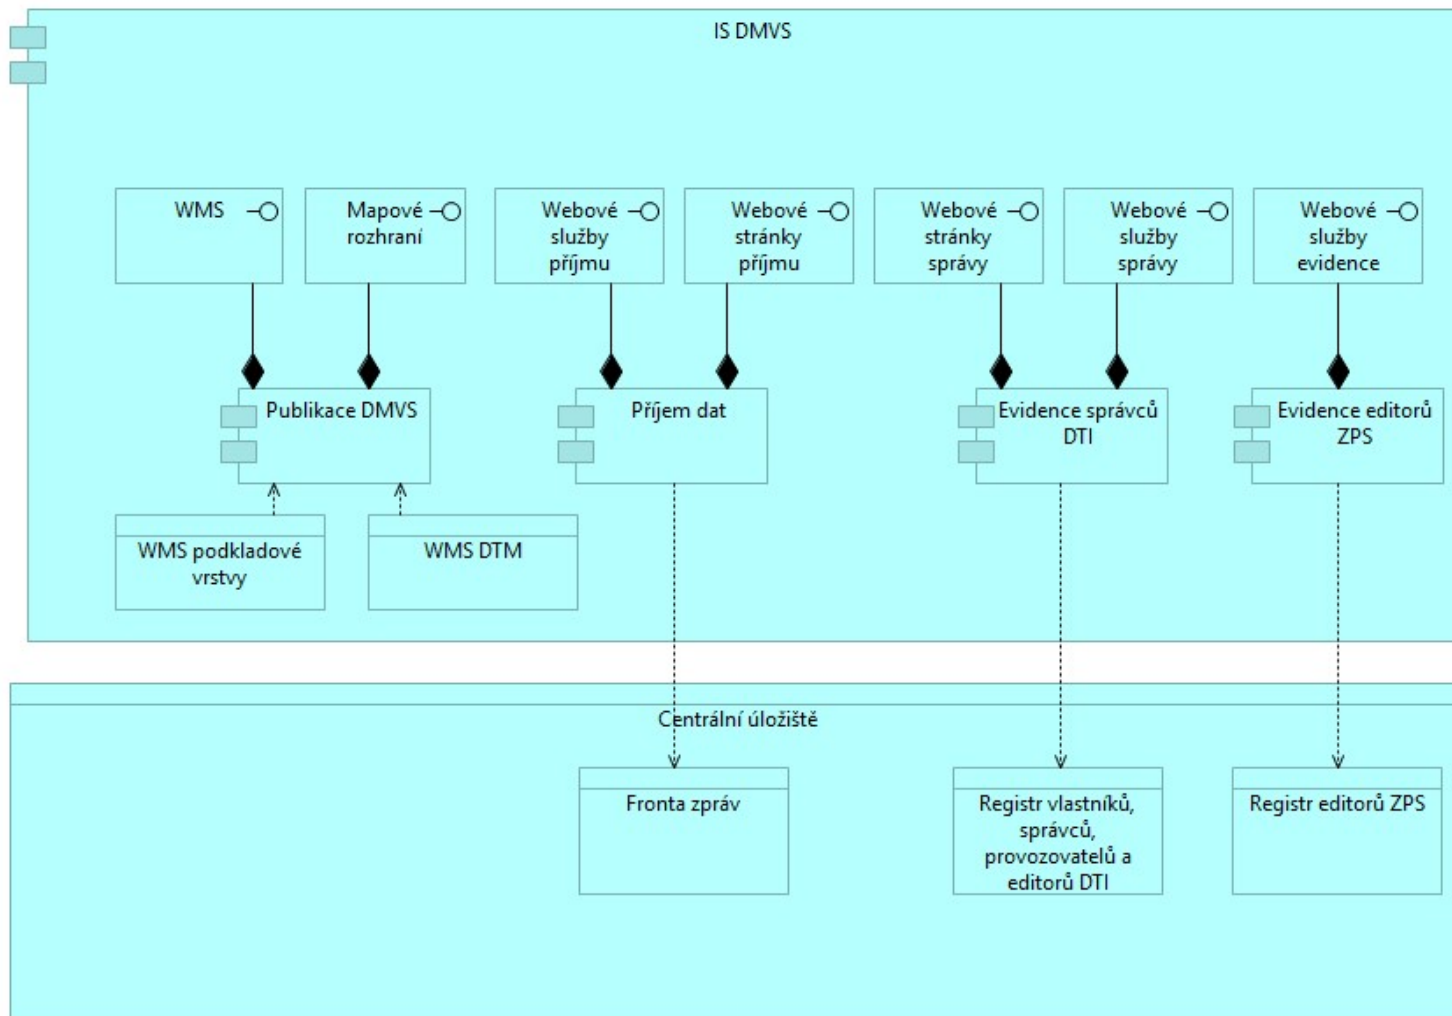 IS DMVS
WMS
Mapové
rozhraní
Webové
služby
příjmu
Webové
stránky
příjmu
Webové
stránky
správy
Webové
služby
správy
Webové
služby
evidence
Publikace DMVS
Příjem dat
Evidence správců
DTI
Evidence editorů
ZPS
WMS podkladové
vrstvy
WMS DTM
Centrální úložiště
Fronta zpráv
Registr vlastníků,
správců,
provozovatelů a
editorů DTI
Registr editorů ZPS